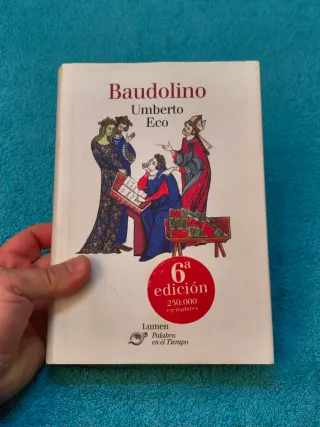 Baudolino
Umberto
Eco
6ª
edición
250.000
ejemplares
Lumen
Palabra
en el Tiempo